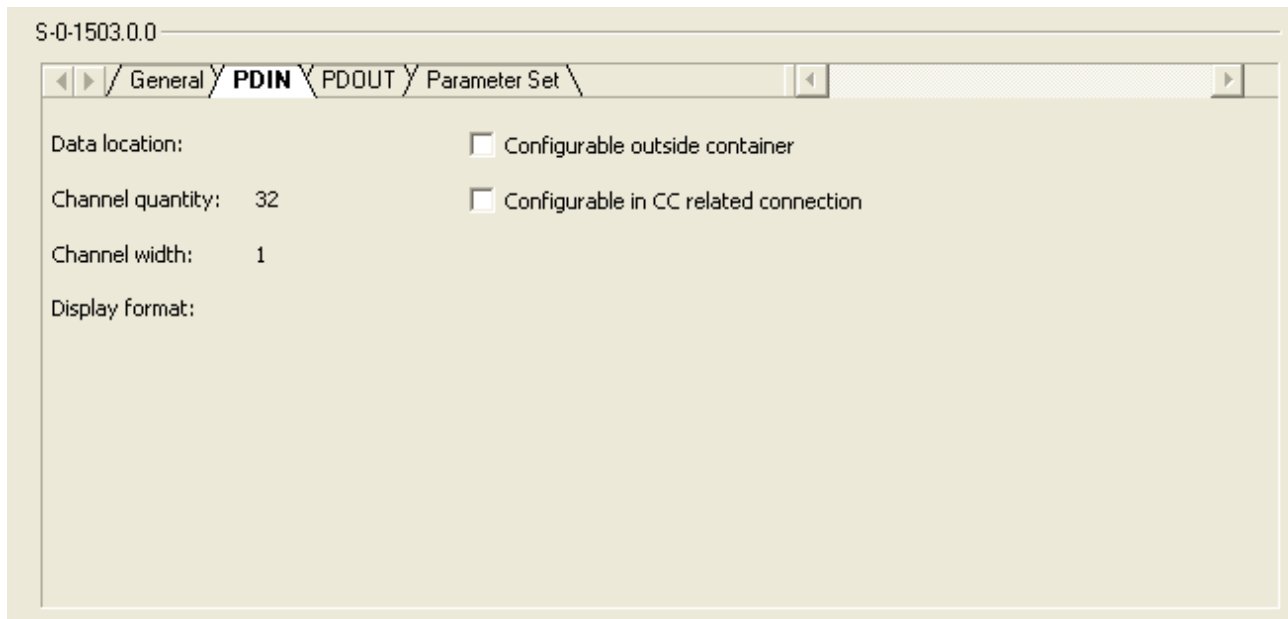 S-0-1503.0.0
General PDIN PDOUT Parameter Set
Data location: Configurable outside container
Channel quantity: 32 Configurable in CC related connection
Channel width: 1
Display format: